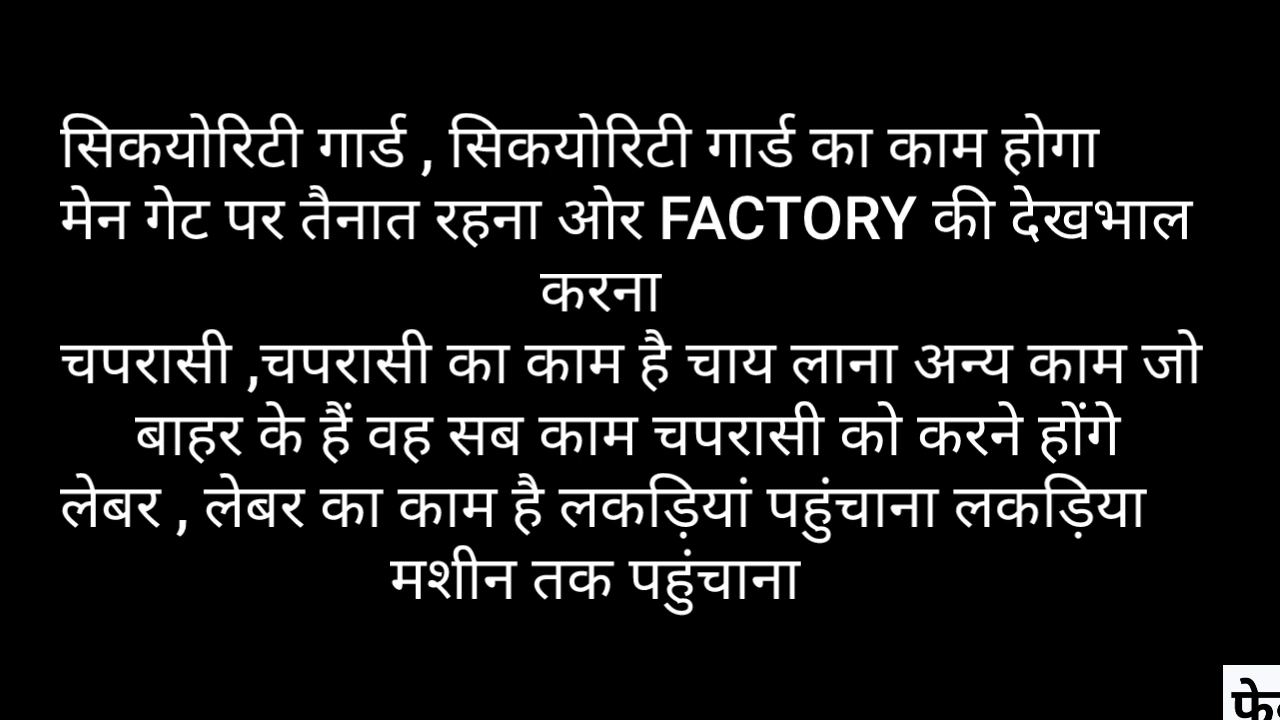 सिकयोरिटी गार्ड , सिकयोरिटी गार्ड का काम होगा
मेन गेट पर तैनात रहना ओर FACTORY की देखभाल
करना
चपरासी ,चपरासी का काम है चाय लाना अन्य काम जो
बाहर के हैं वह सब काम चपरासी को करने होंगे
लेबर , लेबर का काम है लकड़ियां पहुंचाना लकड़िया
मशीन तक पहुंचाना